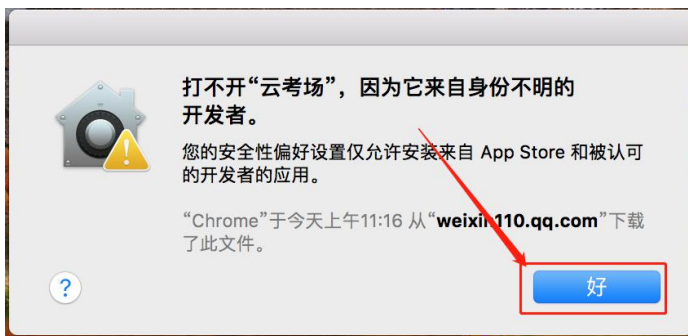 打不开“云考场”,因为它来自身份不明的
开发者。
您的安全性偏好设置仅允许安装来自 App Store 和被认可
的开发者的应用。
“Chrome”于今天上午11:16 从“weixin110.qq.com”下载
了此文件。
?
好